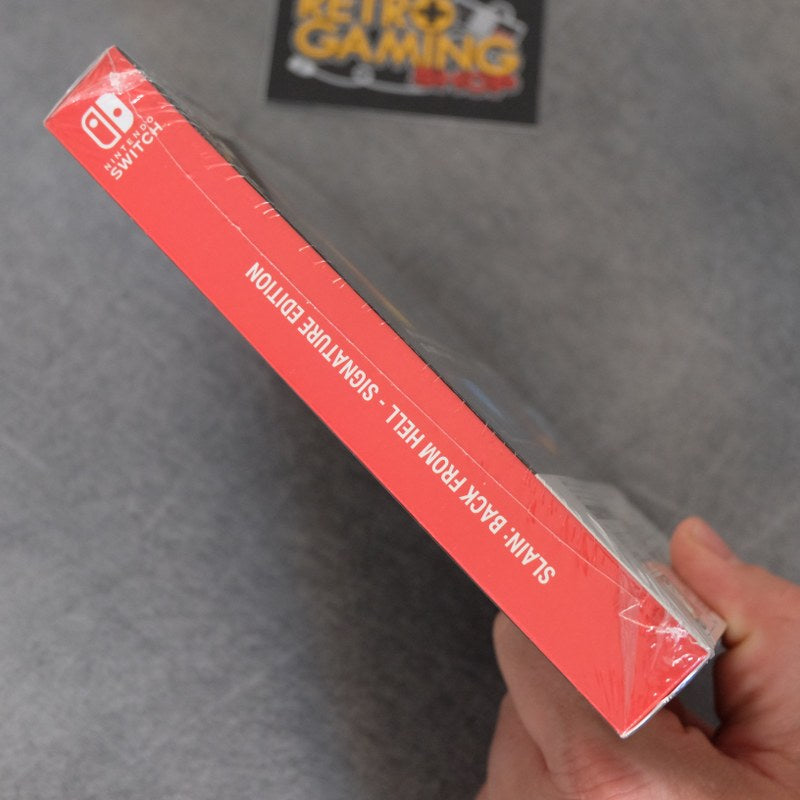 RETRO
GAMING
SHOP
NINTENDO
SWITCH
SLAIN: BACK FROM HELL - SIGNATURE EDITION